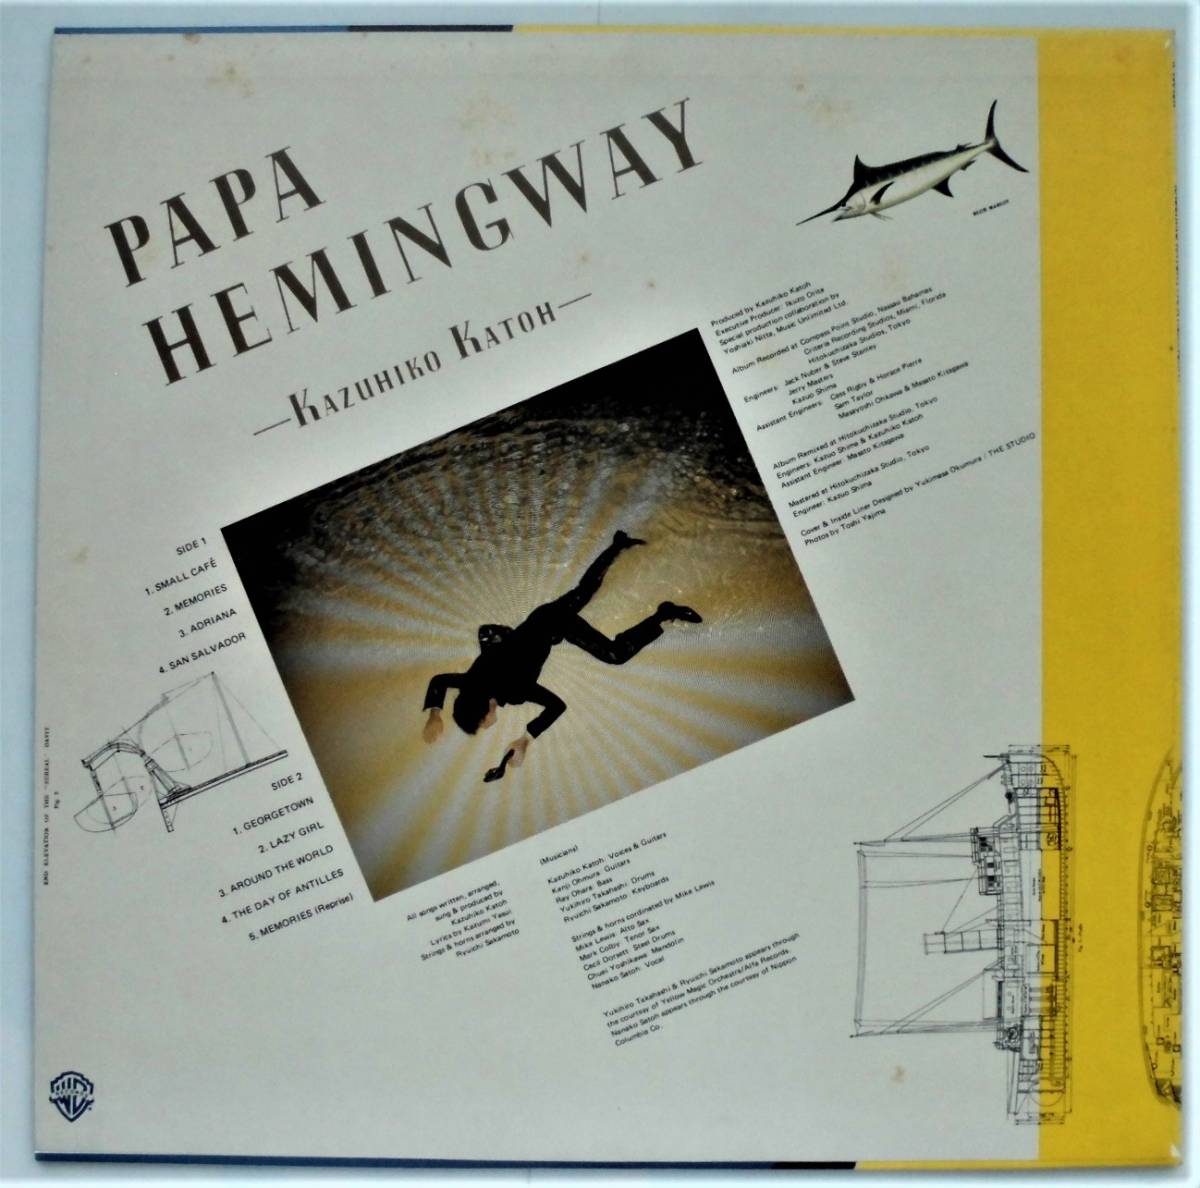 PAPA
HEMINGWAY
—KAZUHIKO KATOH—
BLUE MARLIN
Produced by Kazuhiko Katoh
Executive Producer: Ikuzo Orita
Special production collaboration by
Yoshiaki Nitta, Music Unlimited Ltd.
Album Recorded at Compass Point Studio, Nassau Bahamas
Criteria Recording Studios, Miami, Florida
Hitokuchizaka Studios, Tokyo
Engineers: Jack Nuber & Steve Stanley
Jerry Masters
Kazuo Shima
Assistant Engineers: Cass Rigby & Horace Pierre
Sam Taylor
Masayoshi Ohkawa & Masato Kitagawa
Album Remixed at Hitokuchizaka Studio, Tokyo
Engineers: Kazuo Shima & Kazuhiko Katoh
Assistant Engineer: Masato Kitagawa
Mastered at Hitokuchizaka Studio, Tokyo
Engineer: Kazuo Shima
Cover & Inside Liner Designed by Yukimasa Okumura / THE STUDIO
Photos by Toshi Yajima
SIDE 1
1. SMALL CAFÉ
2. MEMORIES
3. ADRIANA
4. SAN SALVADOR
SIDE 2
1. GEORGETOWN
2. LAZY GIRL
3. AROUND THE WORLD
4. THE DAY OF ANTILLES
5. MEMORIES (Reprise)
All songs written, arranged,
sung & produced by
Kazuhiko Katoh
Lyrics by Kazumi Yasui
Strings & horns arranged by
Ryuichi Sakamoto
(Musicians)
Kazuhiko Katoh: Voices & Guitars
Kenji Ohmura: Guitars
Ray Ohara: Bass
Yukihiro Takahashi: Drums
Ryuichi Sakamoto: Keyboards
Strings & horns cordinated by Mike Lewis
Mike Lewis: Alto Sax
Mark Colby: Tenor Sax
Cecil Dorsett: Steel Drums
Chuei Yoshikawa: Mandolin
Nanako Satoh: Vocal
Yukihiro Takahashi & Ryuichi Sakamoto appears through
the courtesy of Yellow Magic Orchestra/Alfa Records.
Nanako Satoh appears through the courtesy of Nippon
Columbia Co.
END ELEVATION OF THE
DAVIT